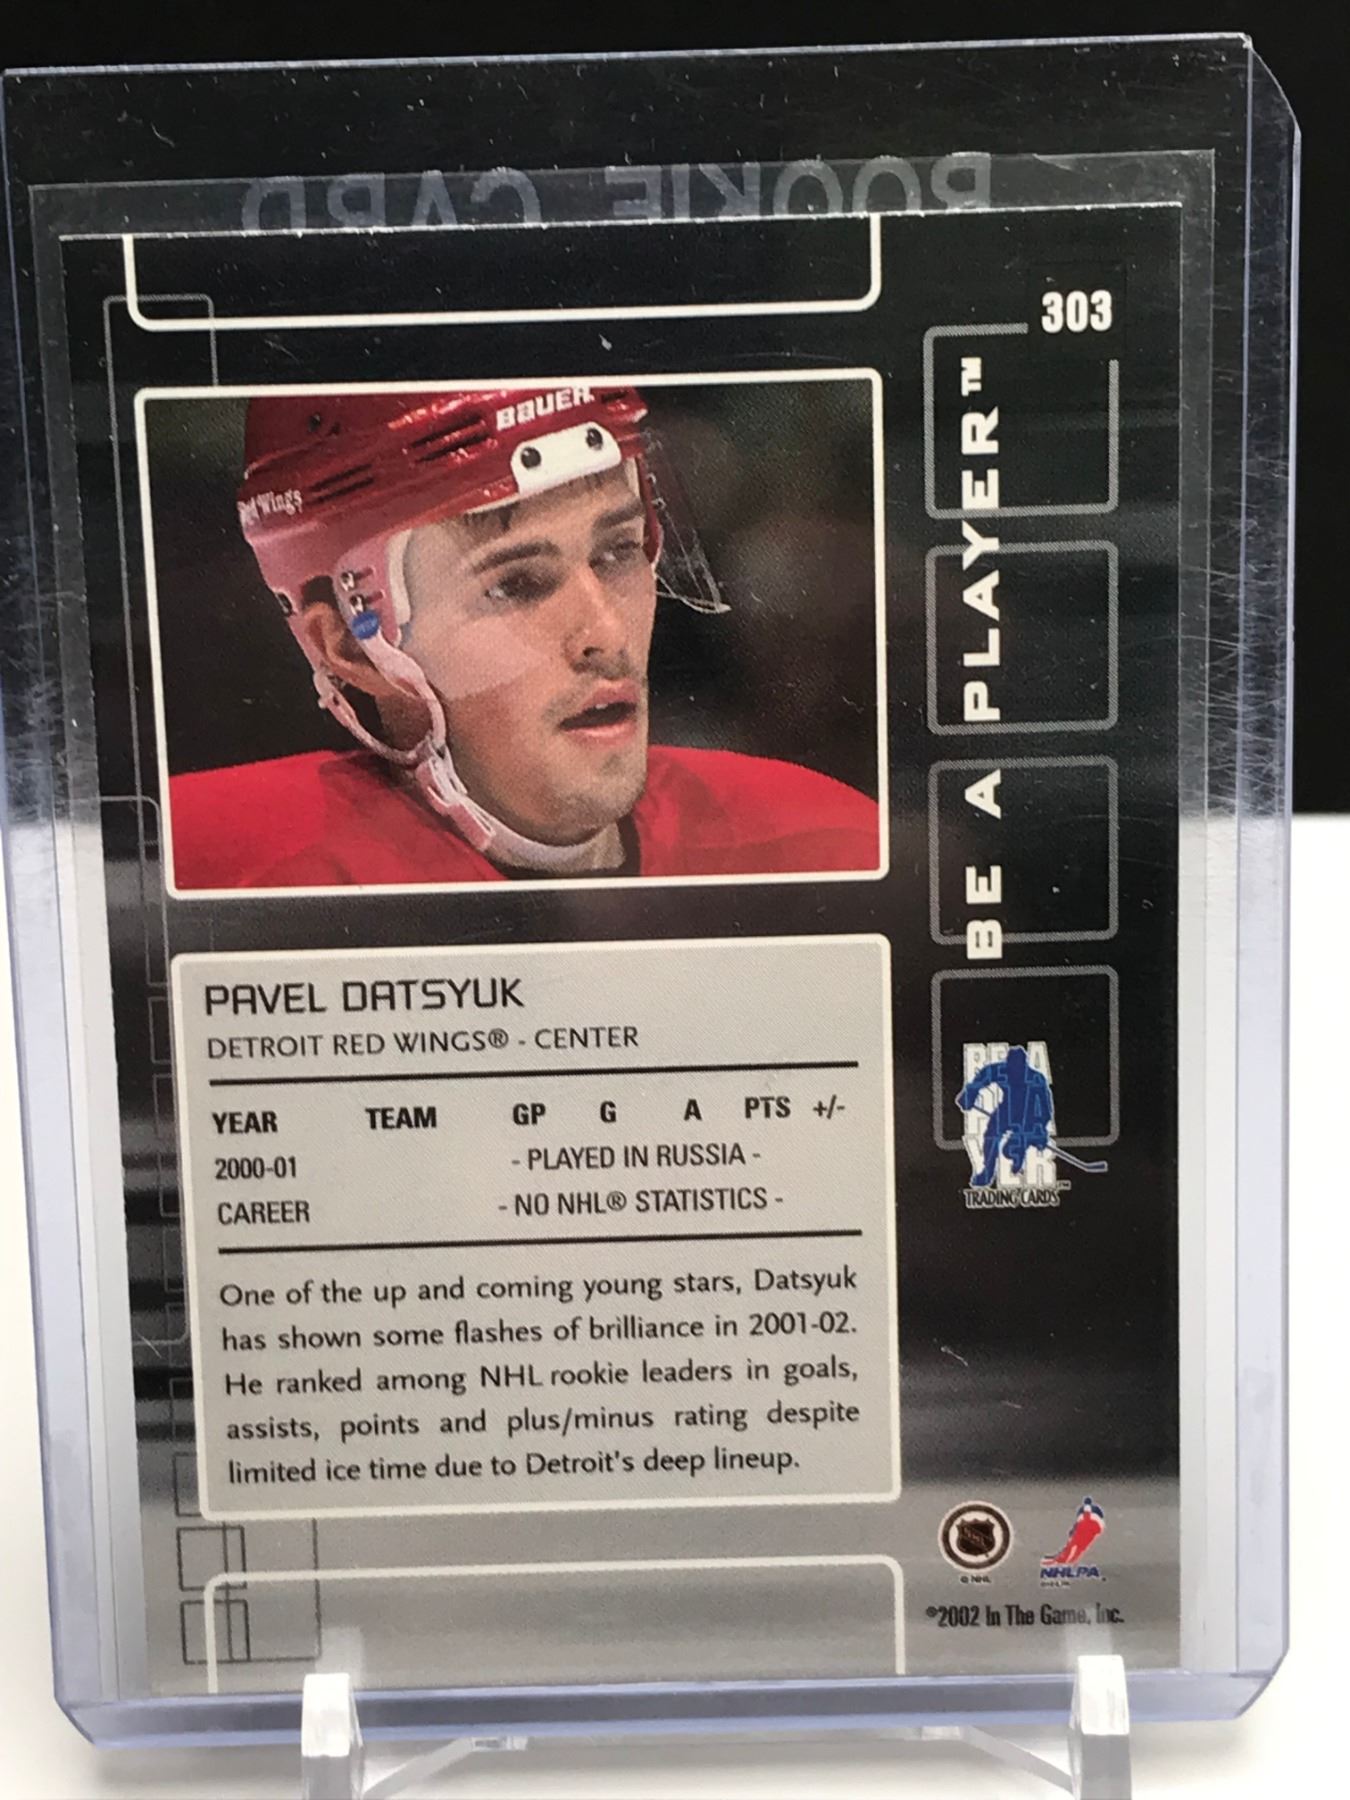 ROOKIE CARD
303
BE A PLAYER™
BAUER
Red Wings
PAVEL DATSYUK
DETROIT RED WINGS® - CENTER
YEAR TEAM GP G A PTS +/-
2000-01 - PLAYED IN RUSSIA -
CAREER - NO NHL® STATISTICS -
One of the up and coming young stars, Datsyuk
has shown some flashes of brilliance in 2001-02.
He ranked among NHL rookie leaders in goals,
assists, points and plus/minus rating despite
limited ice time due to Detroit's deep lineup.
BE A
PLA
YER™
TRADING CARDS
© NHL
NHLPA
©2002 In The Game, Inc.